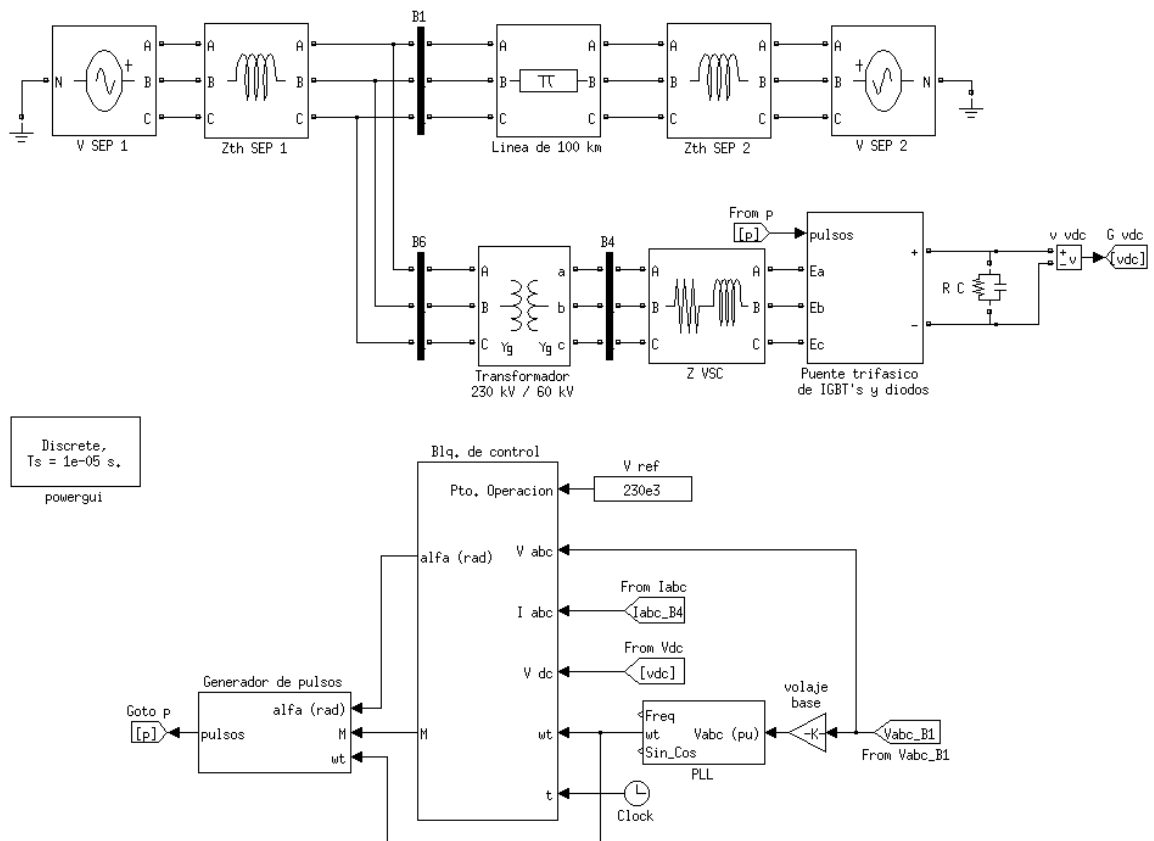 B1
A A A A A A A A
N B B B B π B B B B N
C C C C C C C C
V SEP 1
Zth SEP 1
Linea de 100 km
Zth SEP 2
V SEP 2
From p
[p]
pulsos
v vdc
G vdc
+
+
− v
[vdc]
B6
B4
A a A Ea
B b B Eb
C Yg Yg c C Ec
R C
−
Transformador
230 kV / 60 kV
Z VSC
Puente trifasico
de IGBT's y diodos
Discrete,
Ts = 1e-05 s.
powergui
Blq. de control
V ref
Pto. Operacion
230e3
V abc
alfa (rad)
From Iabc
I abc
Iabc_B4
From Vdc
V dc
[vdc]
Generador de pulsos
volaje
base
Goto p
alfa (rad)
Freq
[p]
pulsos
M
M
wt
wt
Vabc (pu)
-K-
Vabc_B1
wt
Sin_Cos
From Vabc_B1
PLL
t
Clock